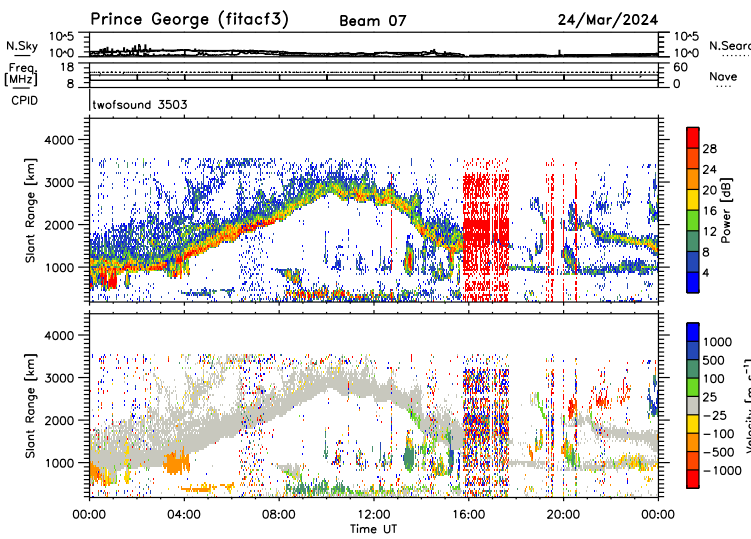 Prince George (fitacf3) Beam 07 24/Mar/2024
N.Sky 10^5 10^0 10^5 10^0 N.Sear
Freq [MHz] 18 8 60 0 Nave
CPID twofsound 3503
Slant Range [km] 4000 3000 2000 1000
Power [dB] 28 24 20 16 12 8 4
Slant Range [km] 4000 3000 2000 1000
Velocity [m s⁻¹] 1000 500 100 25 -25 -100 -500 -1000
00:00 04:00 08:00 12:00 16:00 20:00 00:00
Time UT